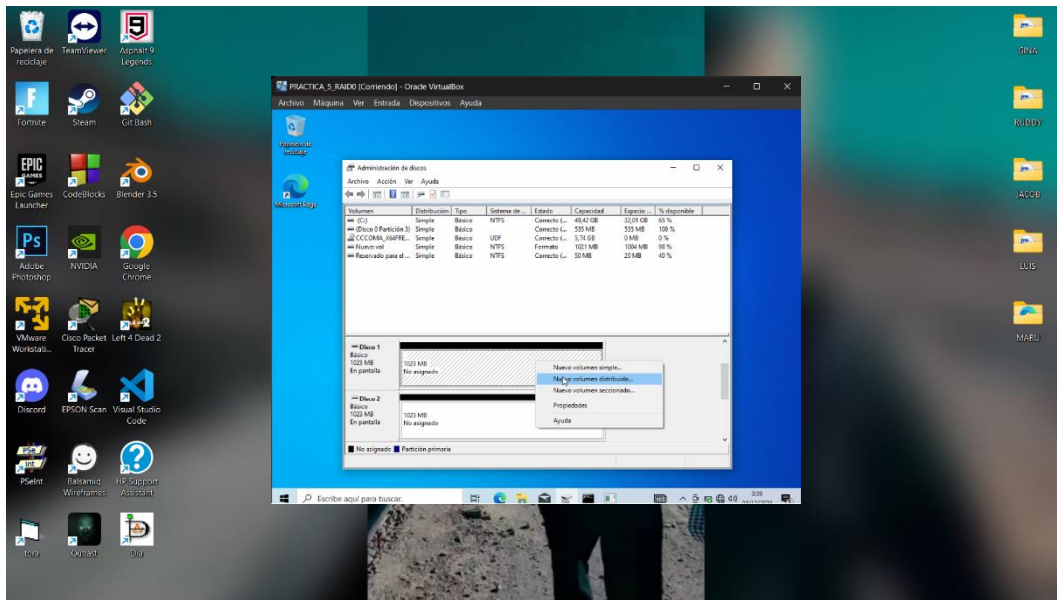 Papelera de reciclaje
TeamViewer
Asphalt 9 Legends
Fortnite
Steam
Git Bash
Epic Games Launcher
CodeBlocks
Blender 3.5
Adobe Photoshop
NVIDIA
Google Chrome
VMware Workstati...
Cisco Packet Tracer
Left 4 Dead 2
Discord
EPSON Scan
Visual Studio Code
PSeInt
Balsamiq Wireframes
HP Support Assistant
tora
Outlast
Dia
GINA
RUDDY
JACOB
LUIS
MARU
PRACTICA_5_RAID0 [Corriendo] - Oracle VirtualBox
Archivo Máquina Ver Entrada Dispositivos Ayuda
Papelera de reciclaje
Microsoft Edge
Administración de discos
Archivo Acción Ver Ayuda
Volumen Distribución Tipo Sistema de ... Estado Capacidad Espacio ... % disponible
(C:) Simple Básico NTFS Correcto (... 49,42 GB 32,01 GB 65 %
(Disco 0 Partición 3) Simple Básico Correcto (... 535 MB 535 MB 100 %
CCCOMA_X64FRE... Simple Básico UDF Correcto (... 5,74 GB 0 MB 0 %
Nuevo vol Simple Básico NTFS Formato 1021 MB 1004 MB 98 %
Reservado para el ... Simple Básico NTFS Correcto (... 50 MB 20 MB 40 %
Disco 1
Básico
1023 MB
En pantalla
1023 MB
No asignado
Disco 2
Básico
1023 MB
En pantalla
1023 MB
No asignado
Nuevo volumen simple...
Nuevo volumen distribuido...
Nuevo volumen seccionado...
Propiedades
Ayuda
No asignado Partición primaria
Escribe aquí para buscar.
3:39